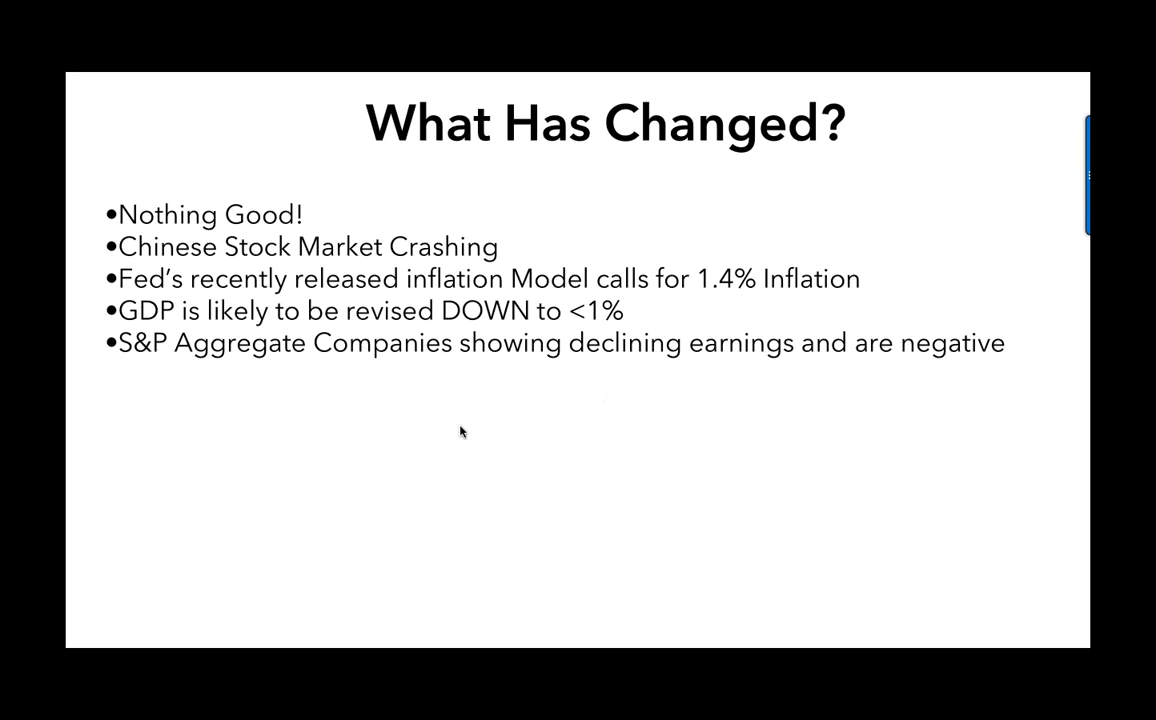 What Has Changed?
•Nothing Good!
•Chinese Stock Market Crashing
•Fed’s recently released inflation Model calls for 1.4% Inflation
•GDP is likely to be revised DOWN to <1%
•S&P Aggregate Companies showing declining earnings and are negative